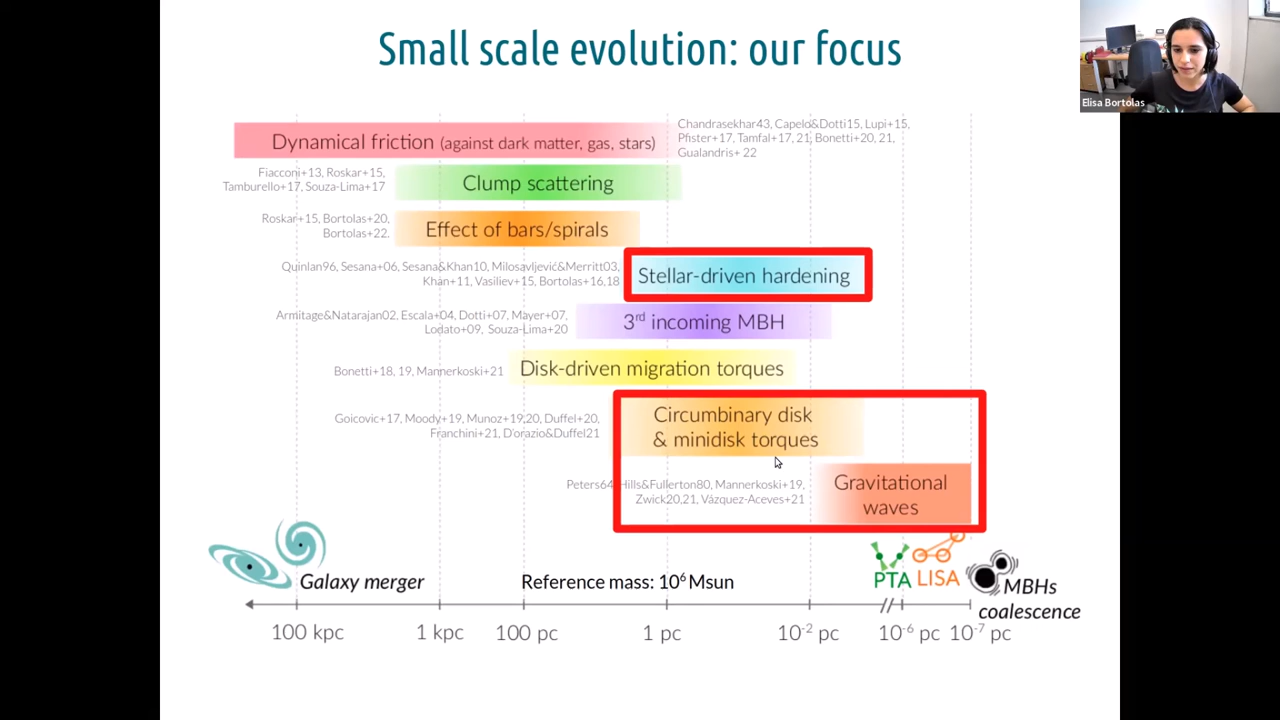 Small scale evolution: our focus
Elisa Bortolas
Dynamical friction (against dark matter, gas, stars)
Chandrasekhar43, Capelo&Dotti15, Lupi+15,
Pfister+17, Tamfal+17, 21, Bonetti+20, 21,
Gualandris+ 22
Fiacconi+13, Roskar+15,
Tamburello+17, Souza-Lima+17
Clump scattering
Roskar+15, Bortolas+20,
Bortolas+22.
Effect of bars/spirals
Quinlan96, Sesana+06, Sesana&Khan10, Milosavljević&Merritt03,
Khan+11, Vasiliev+15, Bortolas+16,18
Stellar-driven hardening
Armitage&Natarajan02, Escala+04, Dotti+07, Mayer+07,
Lodato+09, Souza-Lima+20
3rd incoming MBH
Bonetti+18, 19, Mannerkoski+21
Disk-driven migration torques
Goicovic+17, Moody+19, Munoz+19,20, Duffel+20,
Franchini+21, D'orazio&Duffel21
Circumbinary disk
& minidisk torques
Peters64, Hills&Fullerton80, Mannerkoski+19,
Zwick20,21, Vázquez-Aceves+21
Gravitational
waves
Galaxy merger
Reference mass: 10⁶ Msun
PTA
LISA
MBHs
coalescence
100 kpc
1 kpc
100 pc
1 pc
10⁻² pc
10⁻⁶ pc
10⁻⁷ pc